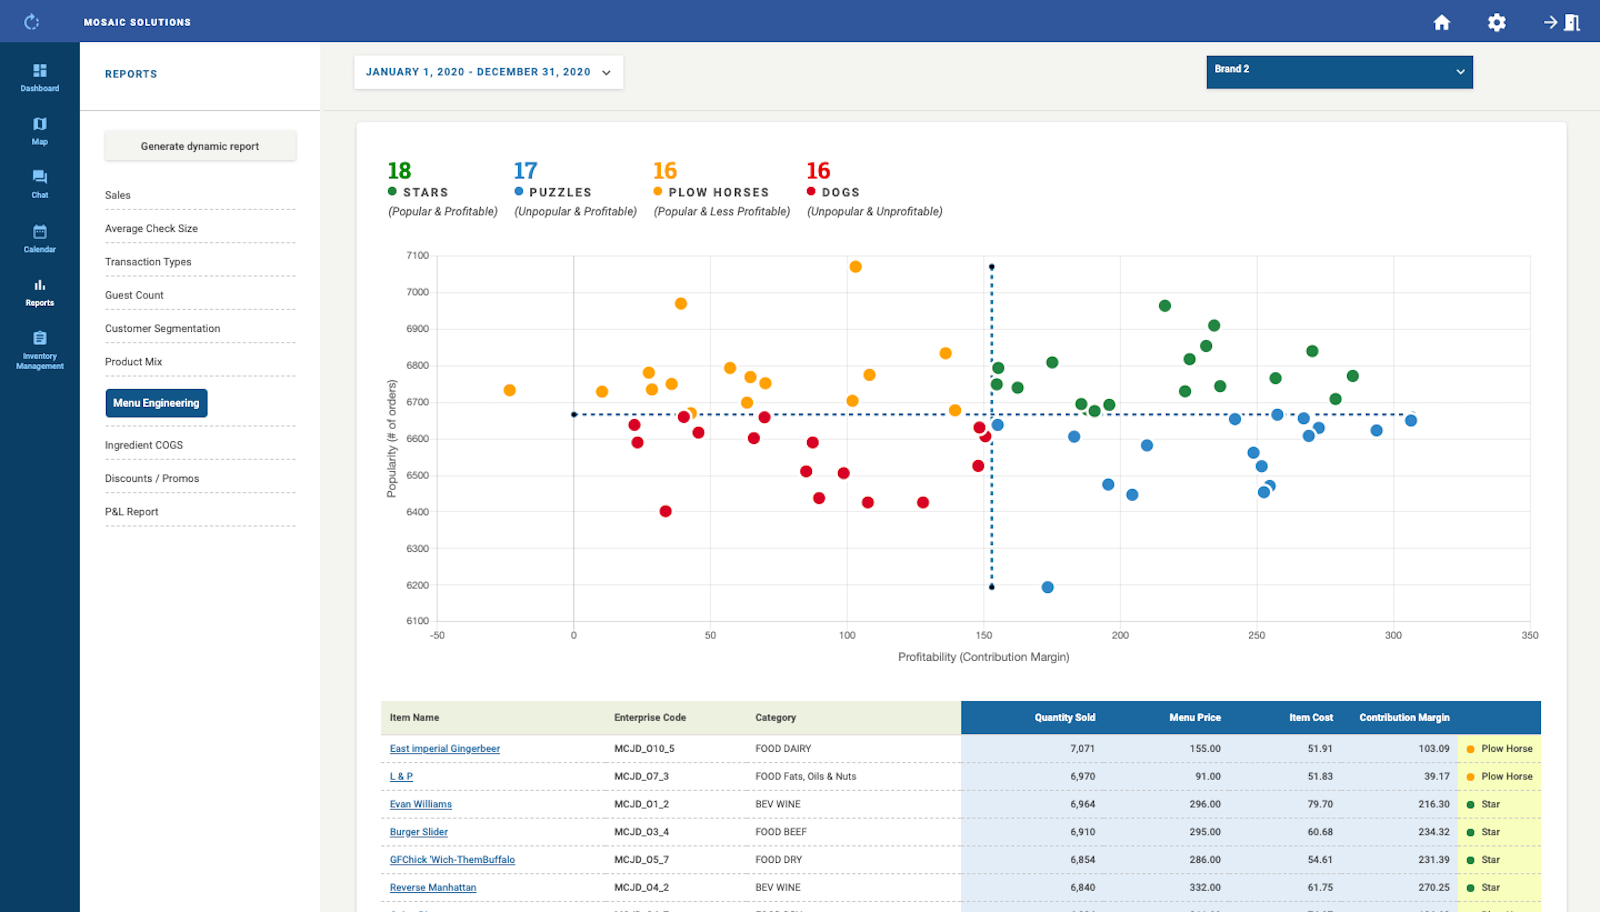 MOSAIC SOLUTIONS
Dashboard
Map
Chat
Calendar
Reports
Inventory
Management
REPORTS
Generate dynamic report
Sales
Average Check Size
Transaction Types
Guest Count
Customer Segmentation
Product Mix
Menu Engineering
Ingredient COGS
Discounts / Promos
P&L Report
JANUARY 1, 2020 - DECEMBER 31, 2020
Brand 2
18
STARS
(Popular & Profitable)
17
PUZZLES
(Unpopular & Profitable)
16
PLOW HORSES
(Popular & Less Profitable)
16
DOGS
(Unpopular & Unprofitable)
Popularity (# of orders)
7100
7000
6900
6800
6700
6600
6500
6400
6300
6200
6100
-50 0 50 100 150 200 250 300 350
Profitability (Contribution Margin)
Item Name Enterprise Code Category Quantity Sold Menu Price Item Cost Contribution Margin
East imperial Gingerbeer MCJD_O10_5 FOOD DAIRY 7,071 155.00 51.91 103.09 Plow Horse
L & P MCJD_O7_3 FOOD Fats, Oils & Nuts 6,970 91.00 51.83 39.17 Plow Horse
Evan Williams MCJD_O1_2 BEV WINE 6,964 296.00 79.70 216.30 Star
Burger Slider MCJD_O3_4 FOOD BEEF 6,910 295.00 60.68 234.32 Star
GFChick 'Wich-ThemBuffalo MCJD_O5_7 FOOD DRY 6,854 286.00 54.61 231.39 Star
Reverse Manhattan MCJD_O4_2 BEV WINE 6,840 332.00 61.75 270.25 Star